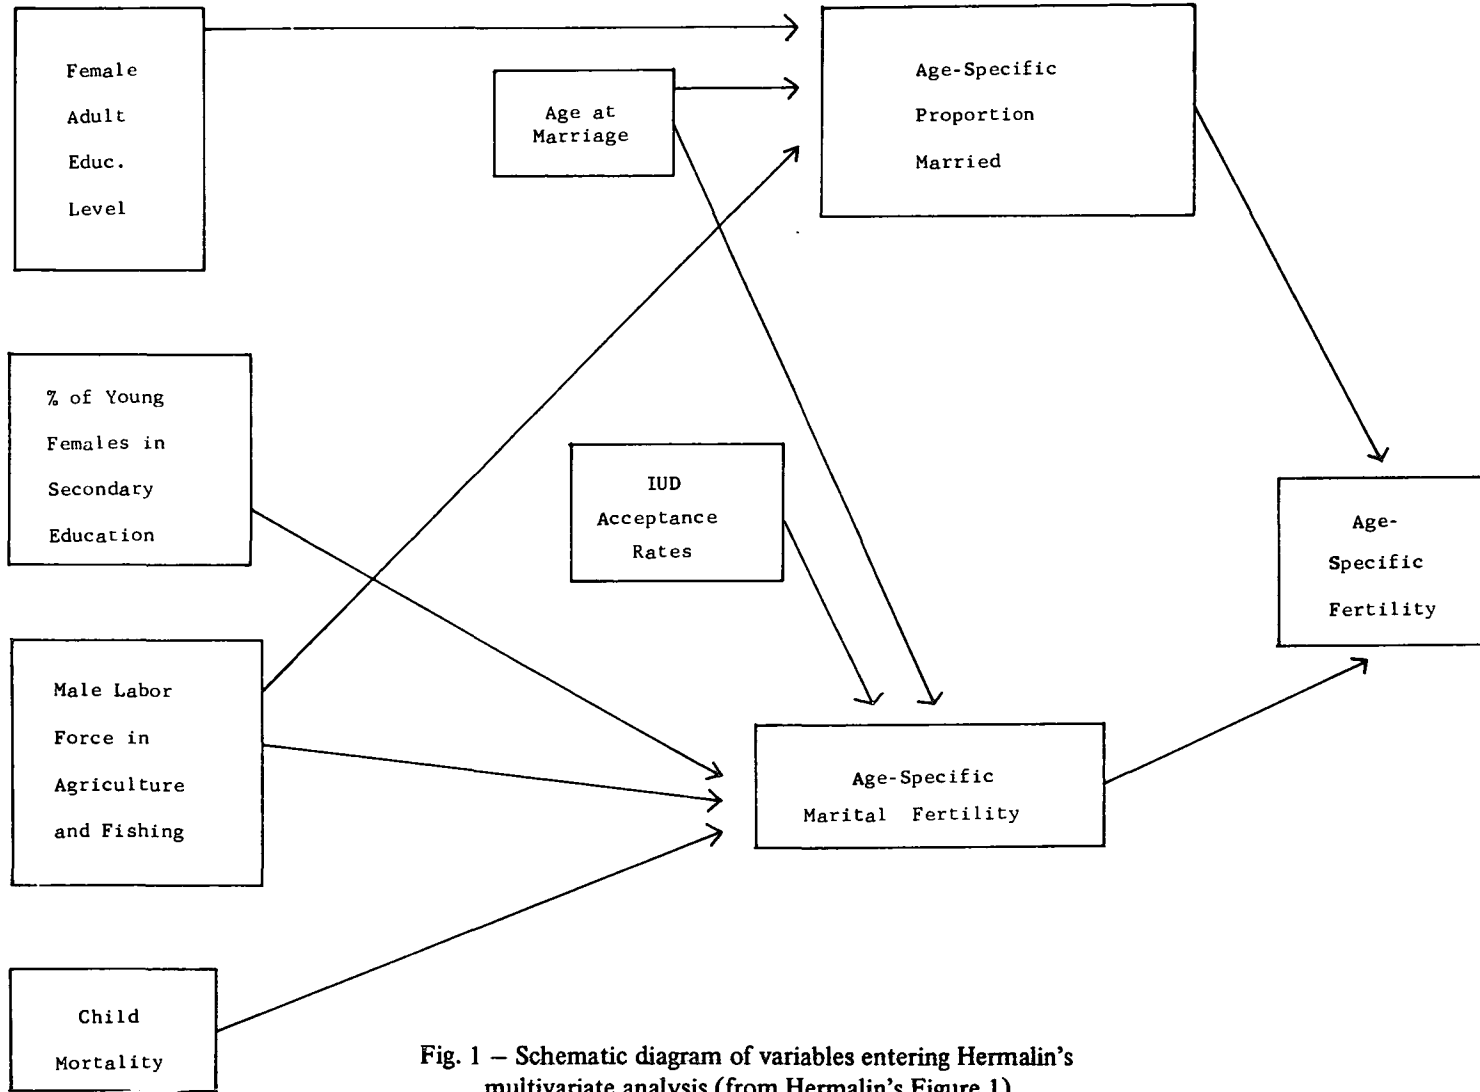 Female
Adult
Educ.
Level
Age at
Marriage
Age-Specific
Proportion
Married
% of Young
Females in
Secondary
Education
IUD
Acceptance
Rates
Age-
Specific
Fertility
Male Labor
Force in
Agriculture
and Fishing
Age-Specific
Marital Fertility
Child
Mortality
Fig. 1 — Schematic diagram of variables entering Hermalin's
multivariate analysis (from Hermalin's Figure 1)